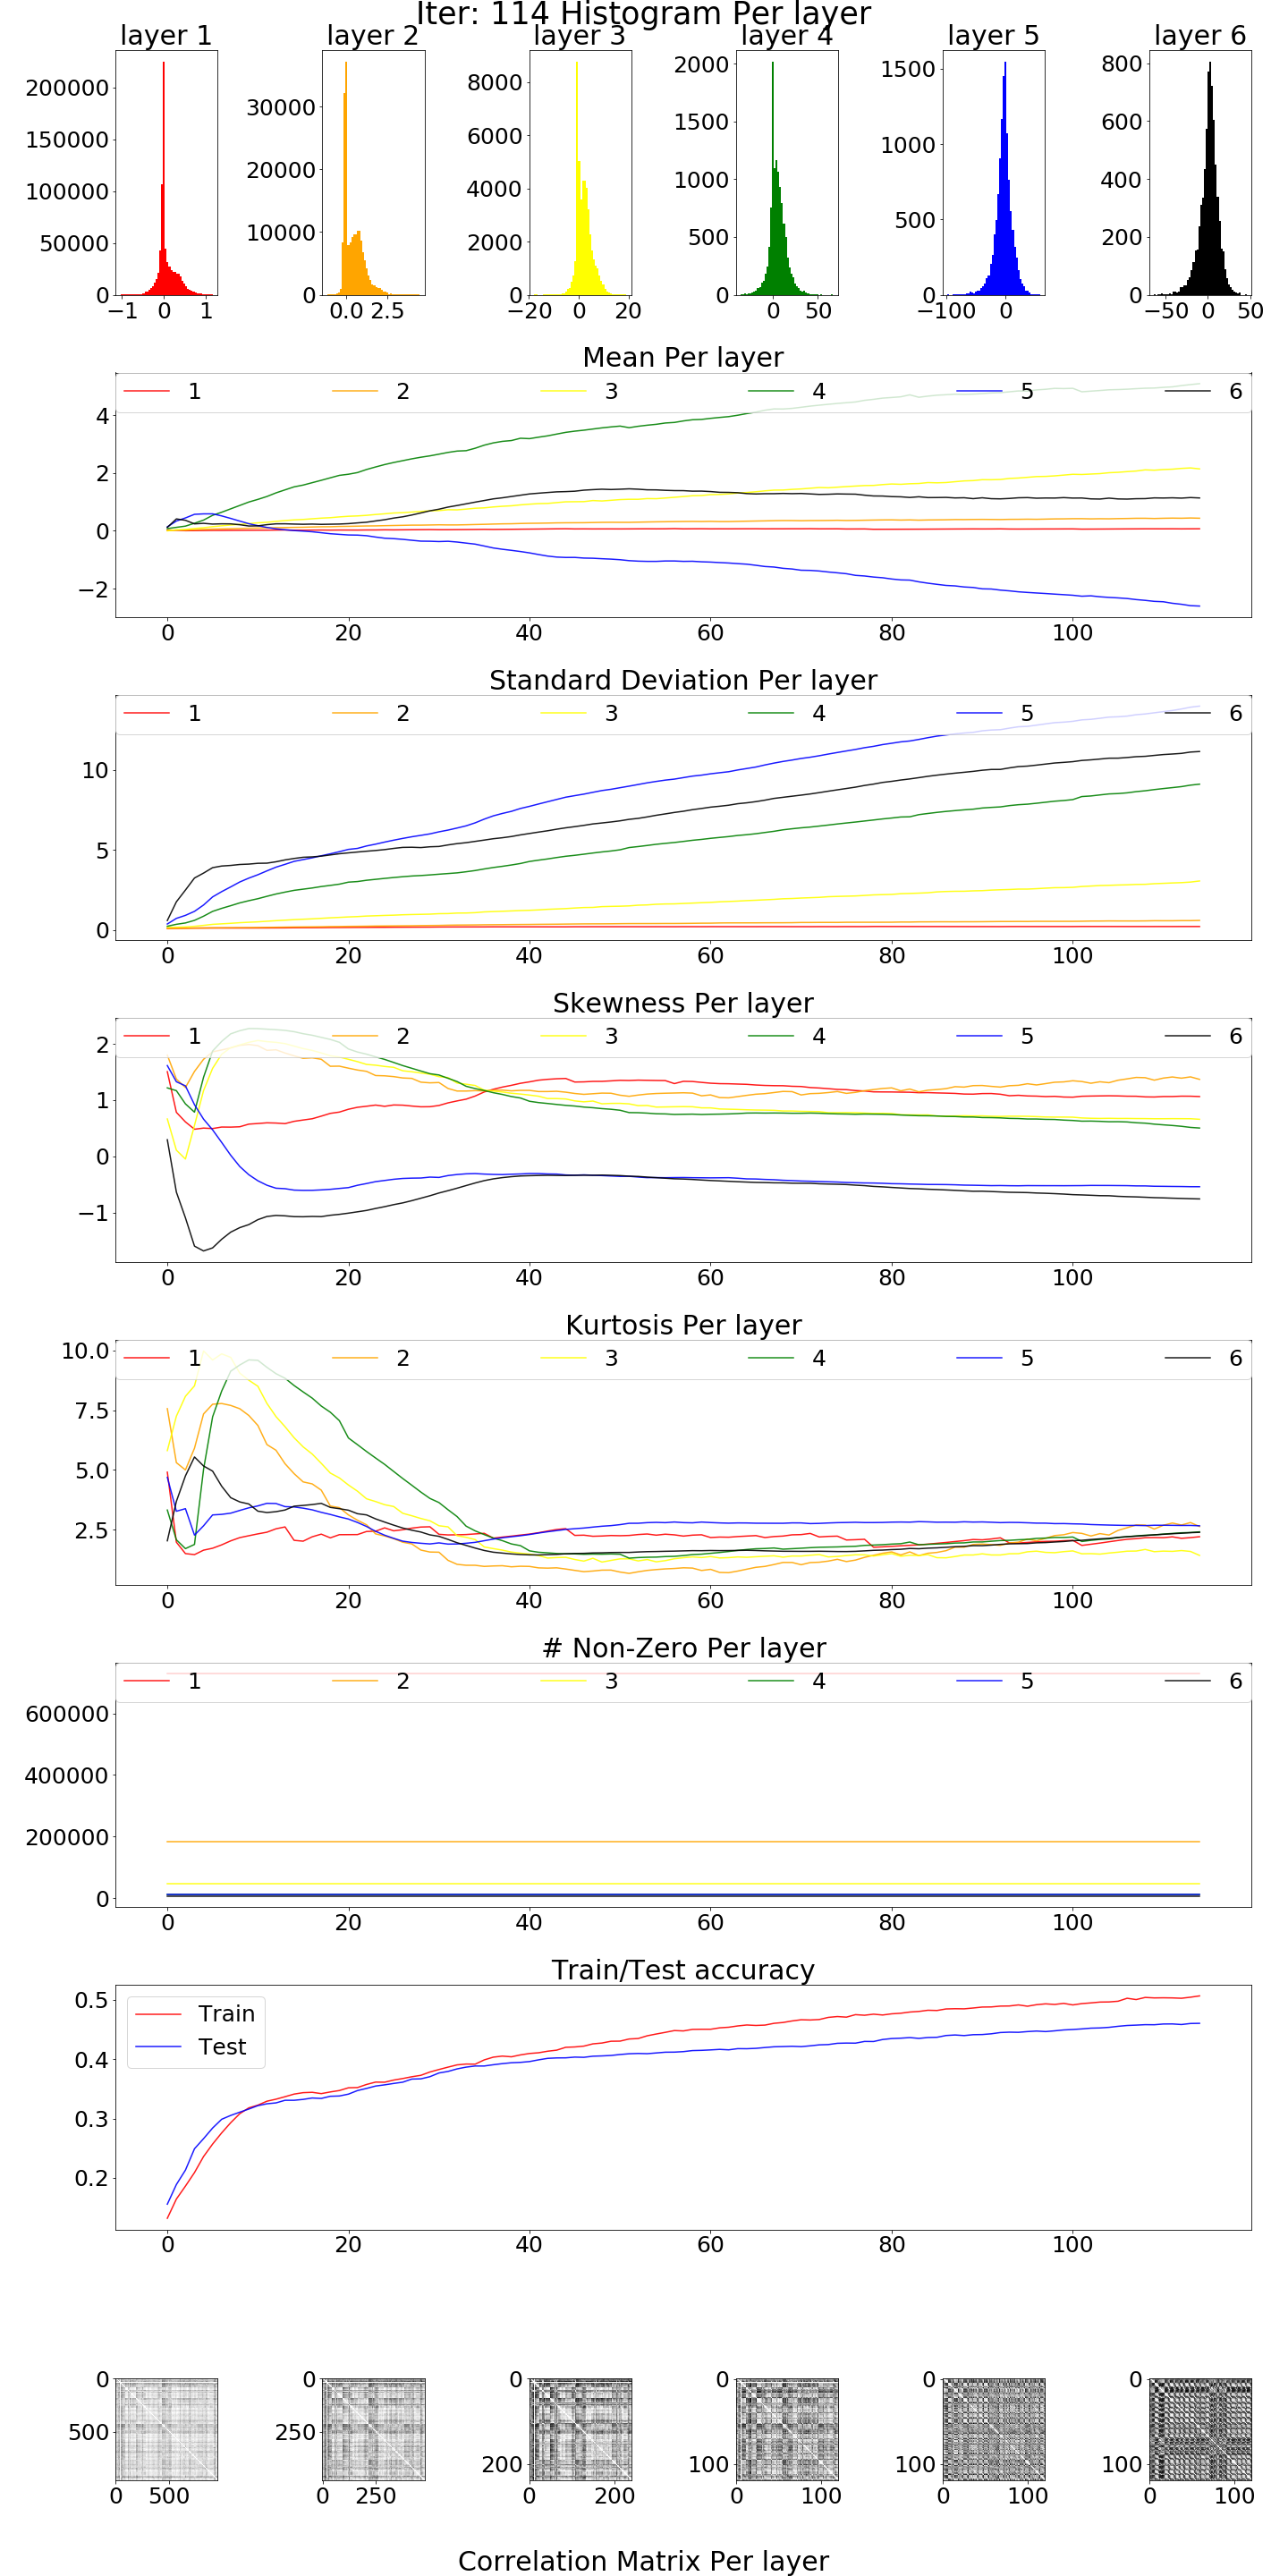 Iter: 114 Histogram Per layer
layer 1 layer 2 layer 3 layer 4 layer 5 layer 6
200000 150000 100000 50000 0
−1 0 1
30000 20000 10000 0
0.0 2.5
8000 6000 4000 2000 0
−20 0 20
2000 1500 1000 500 0
0 50
1500 1000 500 0
−100 0
800 600 400 200 0
−50 0 50
Mean Per layer
1 2 3 4 5 6
4
2
0
−2
0 20 40 60 80 100
Standard Deviation Per layer
1 2 3 4 5 6
10
5
0
0 20 40 60 80 100
Skewness Per layer
1 2 3 4 5 6
2
1
0
−1
0 20 40 60 80 100
Kurtosis Per layer
1 2 3 4 5 6
10.0
7.5
5.0
2.5
0 20 40 60 80 100
# Non-Zero Per layer
1 2 3 4 5 6
600000
400000
200000
0
0 20 40 60 80 100
Train/Test accuracy
Train
Test
0.5
0.4
0.3
0.2
0 20 40 60 80 100
0 500
0 500
0 250
0 250
0 200
0 200
0 100
0 100
0 100
0 100
0 100
0 100
Correlation Matrix Per layer